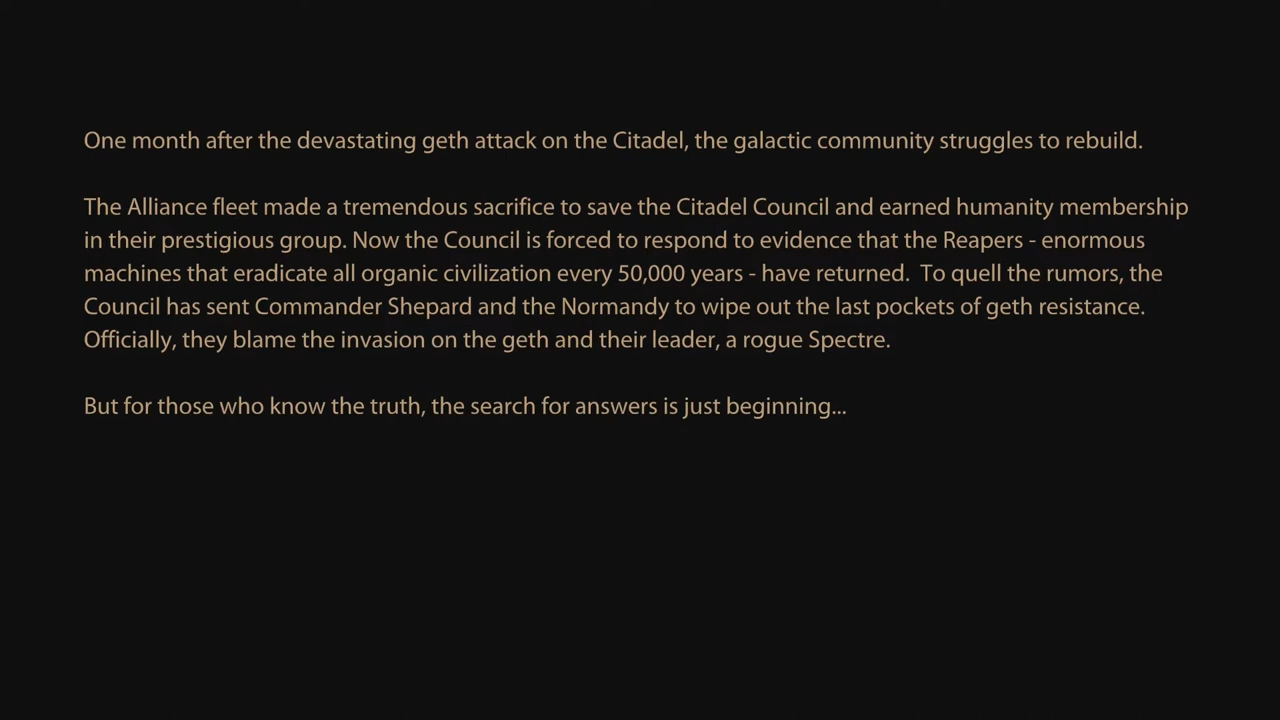 One month after the devastating geth attack on the Citadel, the galactic community struggles to rebuild.
The Alliance fleet made a tremendous sacrifice to save the Citadel Council and earned humanity membership
in their prestigious group. Now the Council is forced to respond to evidence that the Reapers - enormous
machines that eradicate all organic civilization every 50,000 years - have returned.  To quell the rumors, the
Council has sent Commander Shepard and the Normandy to wipe out the last pockets of geth resistance.
Officially, they blame the invasion on the geth and their leader, a rogue Spectre.
But for those who know the truth, the search for answers is just beginning...